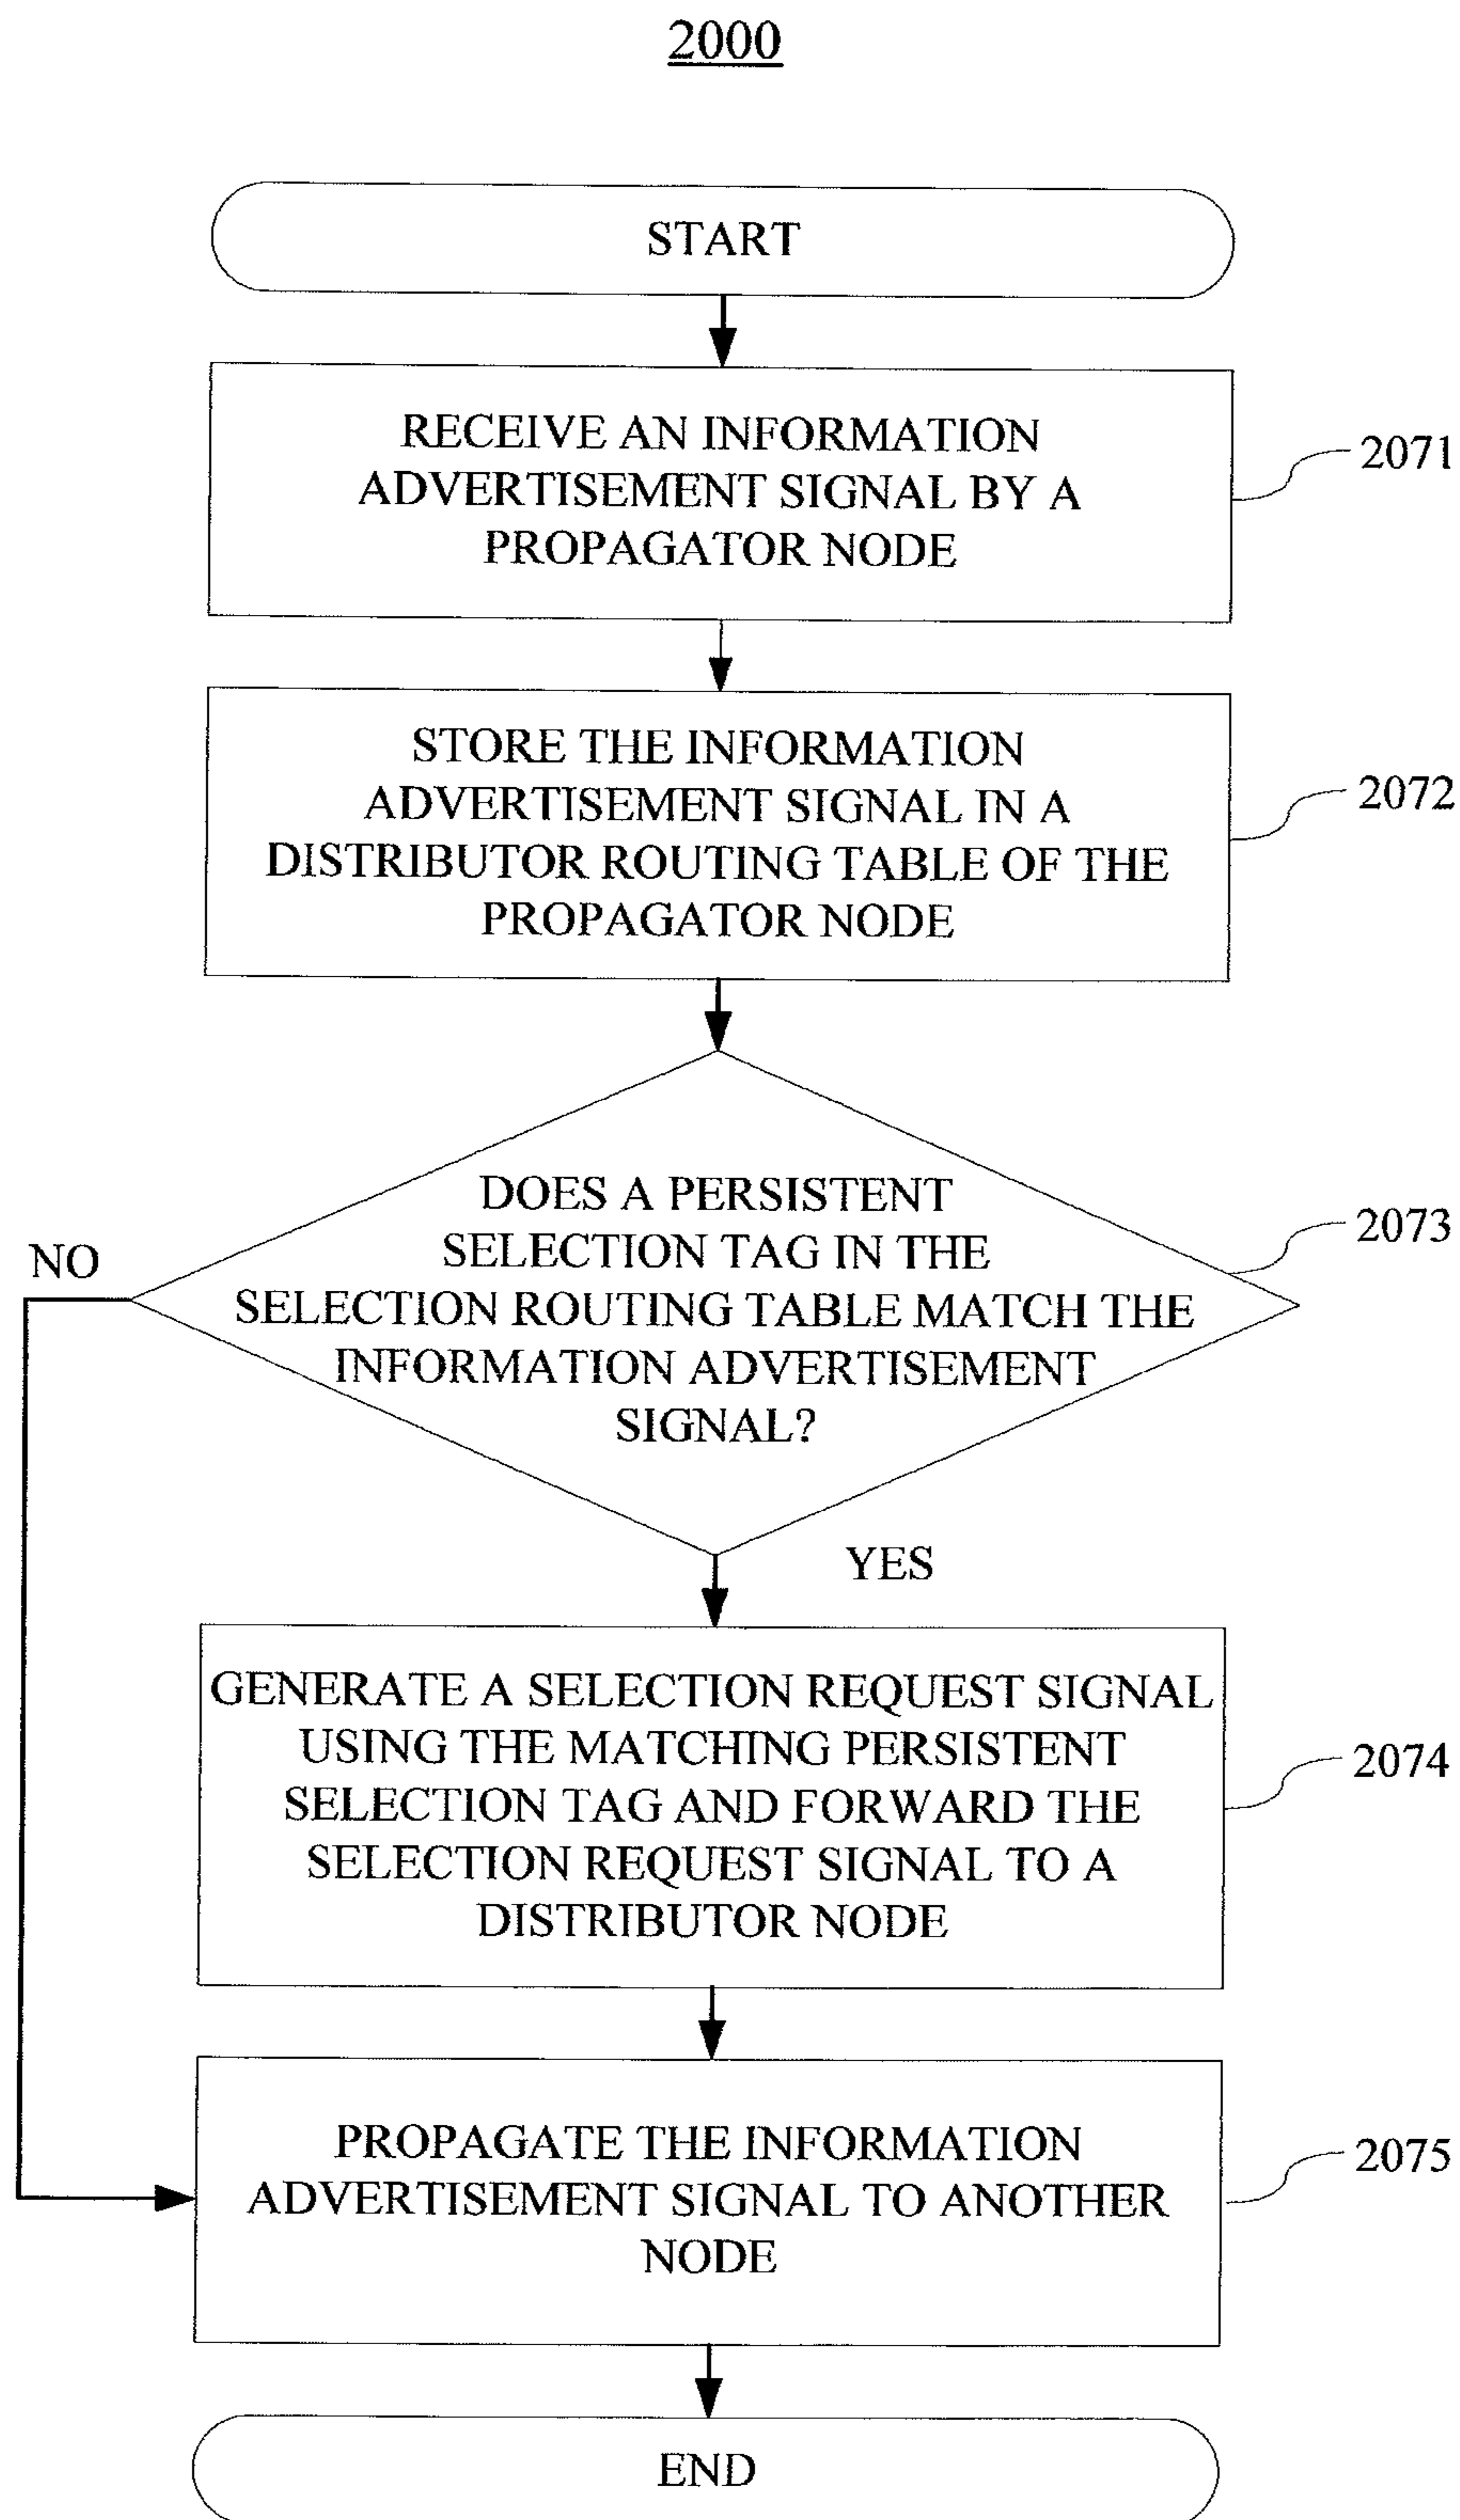 2000
START
RECEIVE AN INFORMATION
ADVERTISEMENT SIGNAL BY A
PROPAGATOR NODE
2071
STORE THE INFORMATION
ADVERTISEMENT SIGNAL IN A
DISTRIBUTOR ROUTING TABLE OF THE
PROPAGATOR NODE
2072
DOES A PERSISTENT
SELECTION TAG IN THE
SELECTION ROUTING TABLE MATCH THE
INFORMATION ADVERTISEMENT
SIGNAL?
2073
NO
YES
GENERATE A SELECTION REQUEST SIGNAL
USING THE MATCHING PERSISTENT
SELECTION TAG AND FORWARD THE
SELECTION REQUEST SIGNAL TO A
DISTRIBUTOR NODE
2074
PROPAGATE THE INFORMATION
ADVERTISEMENT SIGNAL TO ANOTHER
NODE
2075
END